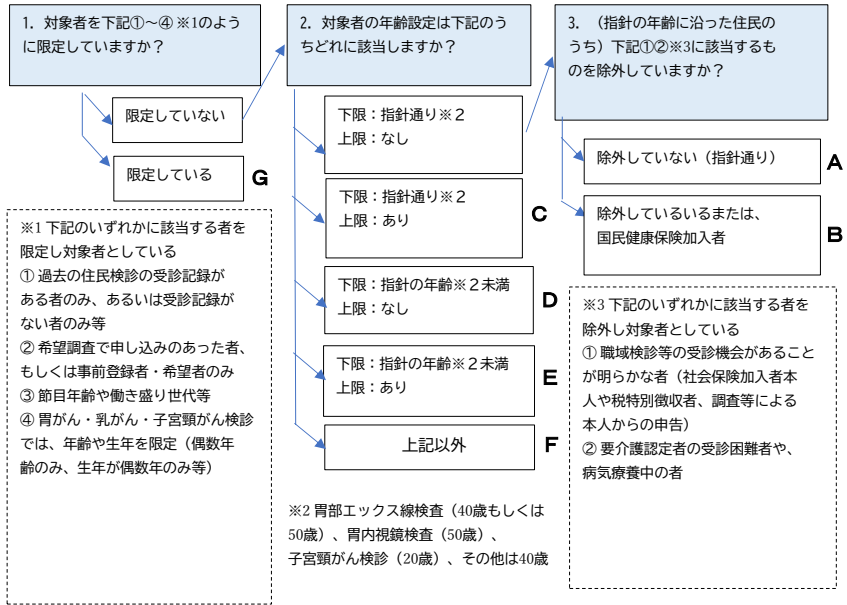 1．対象者を下記①～④ ※1のよう
に限定していますか？
限定していない
限定している
G
※1 下記のいずれかに該当する者を
限定し対象者としている
① 過去の住民検診の受診記録が
ある者のみ、あるいは受診記録が
ない者のみ等
② 希望調査で申し込みのあった者、
もしくは事前登録者・希望者のみ
③ 節目年齢や働き盛り世代等
④ 胃がん・乳がん・子宮頸がん検診
では、年齢や生年を限定（偶数年
齢のみ、生年が偶数年のみ等）
2．対象者の年齢設定は下記のう
ちどれに該当しますか？
下限：指針通り※２
上限：なし
下限：指針通り※２
上限：あり
C
下限：指針の年齢※２未満
上限：なし
D
下限：指針の年齢※２未満
上限：あり
E
上記以外
F
※2 胃部エックス線検査（40歳もしくは
50歳）、胃内視鏡検査（50歳）、
子宮頸がん検診（20歳）、その他は40歳
3．（指針の年齢に沿った住民の
うち）下記①②※3に該当するも
のを除外していますか？
除外していない（指針通り）
A
除外しているいるまたは、
国民健康保険加入者
B
※3 下記のいずれかに該当する者を
除外し対象者としている
① 職域検診等の受診機会があること
が明らかな者（社会保険加入者本
人や税特別徴収者、調査等による
本人からの申告）
② 要介護認定者の受診困難者や、
病気療養中の者